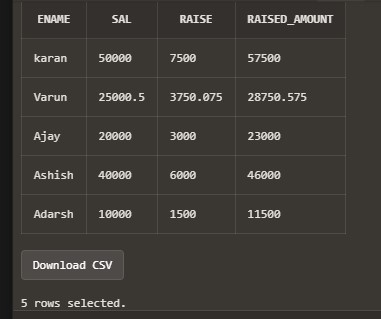 ENAME SAL RAISE RAISED_AMOUNT
karan 50000 7500 57500
Varun 25000.5 3750.075 28750.575
Ajay 20000 3000 23000
Ashish 40000 6000 46000
Adarsh 10000 1500 11500
Download CSV
5 rows selected.